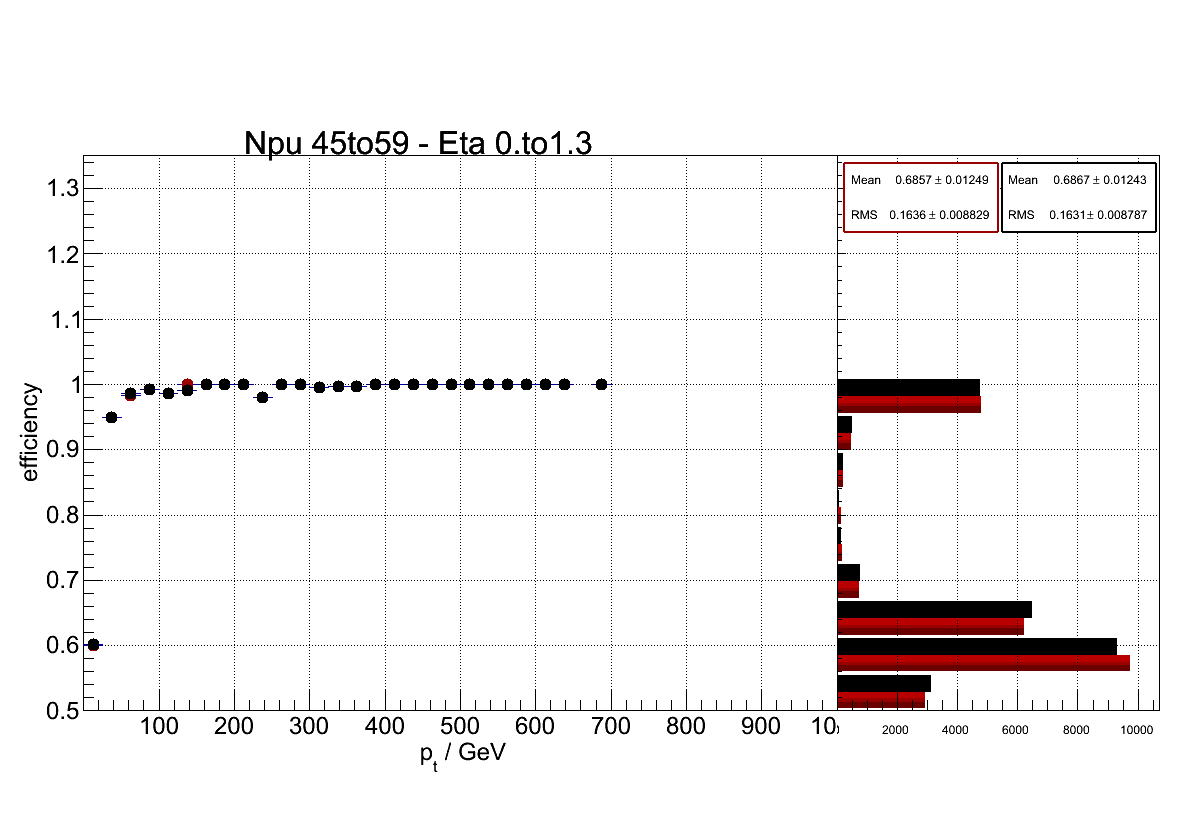 Npu 45to59 - Eta 0.to1.3
Mean 0.6857 ± 0.01249
RMS 0.1636 ± 0.008829
Mean 0.6867 ± 0.01243
RMS 0.1631± 0.008787
efficiency
1.3
1.2
1.1
1
0.9
0.8
0.7
0.6
0.5
100 200 300 400 500 600 700 800 900 10
2000 4000 6000 8000 10000
pt / GeV